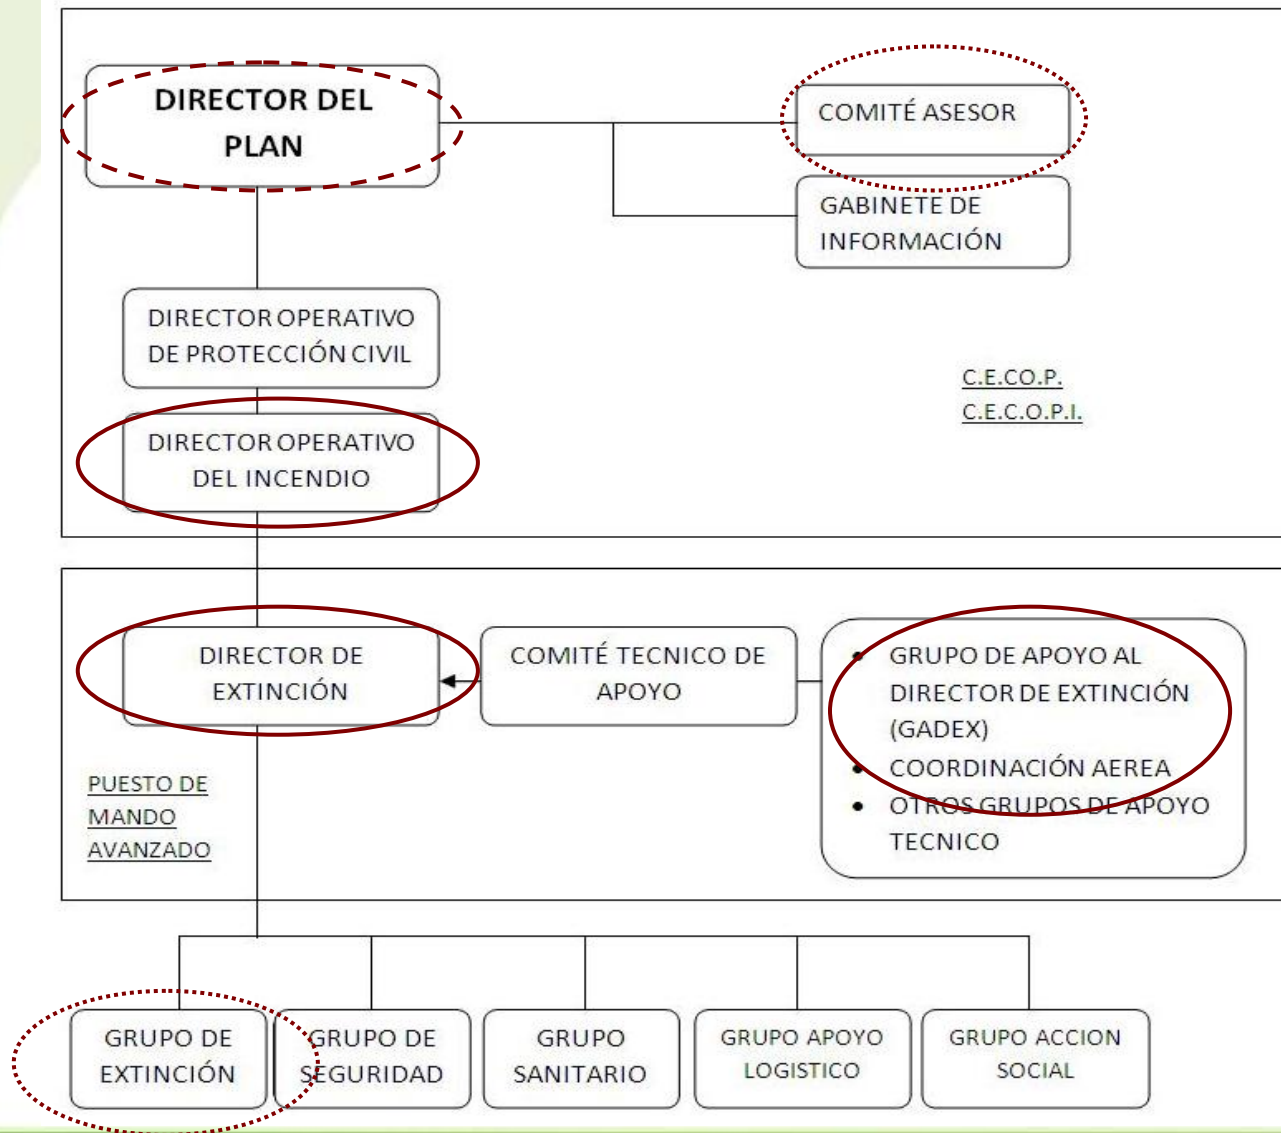 DIRECTOR DEL
PLAN
COMITÉ ASESOR
GABINETE DE
INFORMACIÓN
DIRECTOR OPERATIVO
DE PROTECCIÓN CIVIL
C.E.CO.P.
C.E.C.O.P.I.
DIRECTOR OPERATIVO
DEL INCENDIO
DIRECTOR DE
EXTINCIÓN
COMITÉ TECNICO DE
APOYO
• GRUPO DE APOYO AL
DIRECTOR DE EXTINCIÓN
(GADEX)
• COORDINACIÓN AEREA
• OTROS GRUPOS DE APOYO
TECNICO
PUESTO DE
MANDO
AVANZADO
GRUPO DE
EXTINCIÓN
GRUPO DE
SEGURIDAD
GRUPO
SANITARIO
GRUPO APOYO
LOGISTICO
GRUPO ACCION
SOCIAL